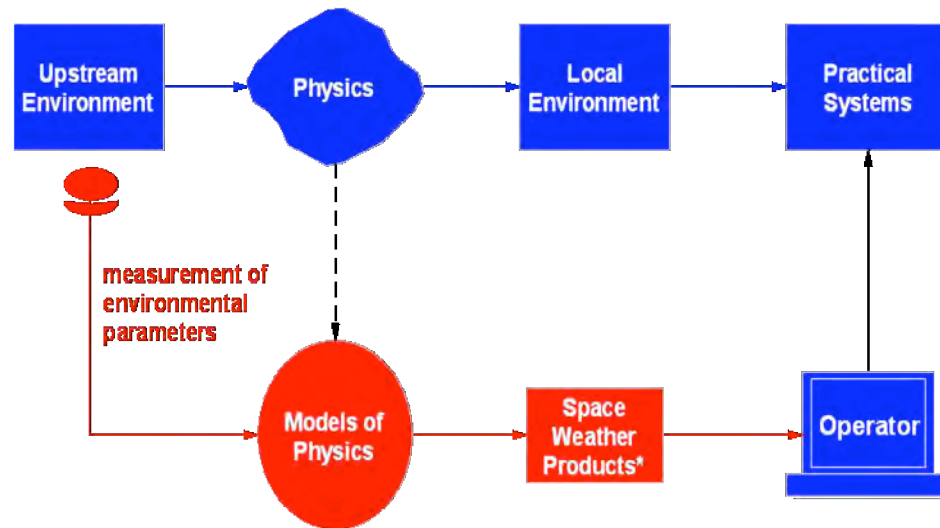 Upstream
Environment
Physics
Local
Environment
Practical
Systems
measurement of
environmental
parameters
Models of
Physics
Space
Weather
Products*
Operator